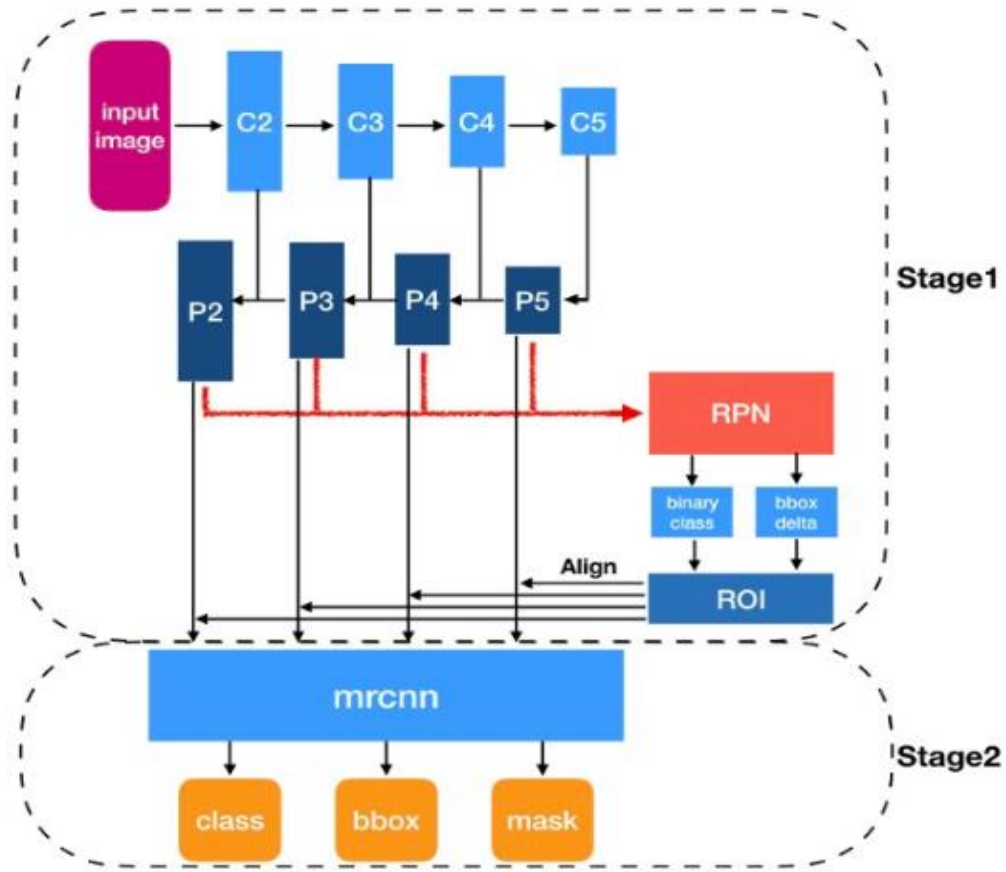 input
image
C2
C3
C4
C5
P2
P3
P4
P5
Stage1
RPN
binary
class
bbox
delta
Align
ROI
mrcnn
Stage2
class
bbox
mask